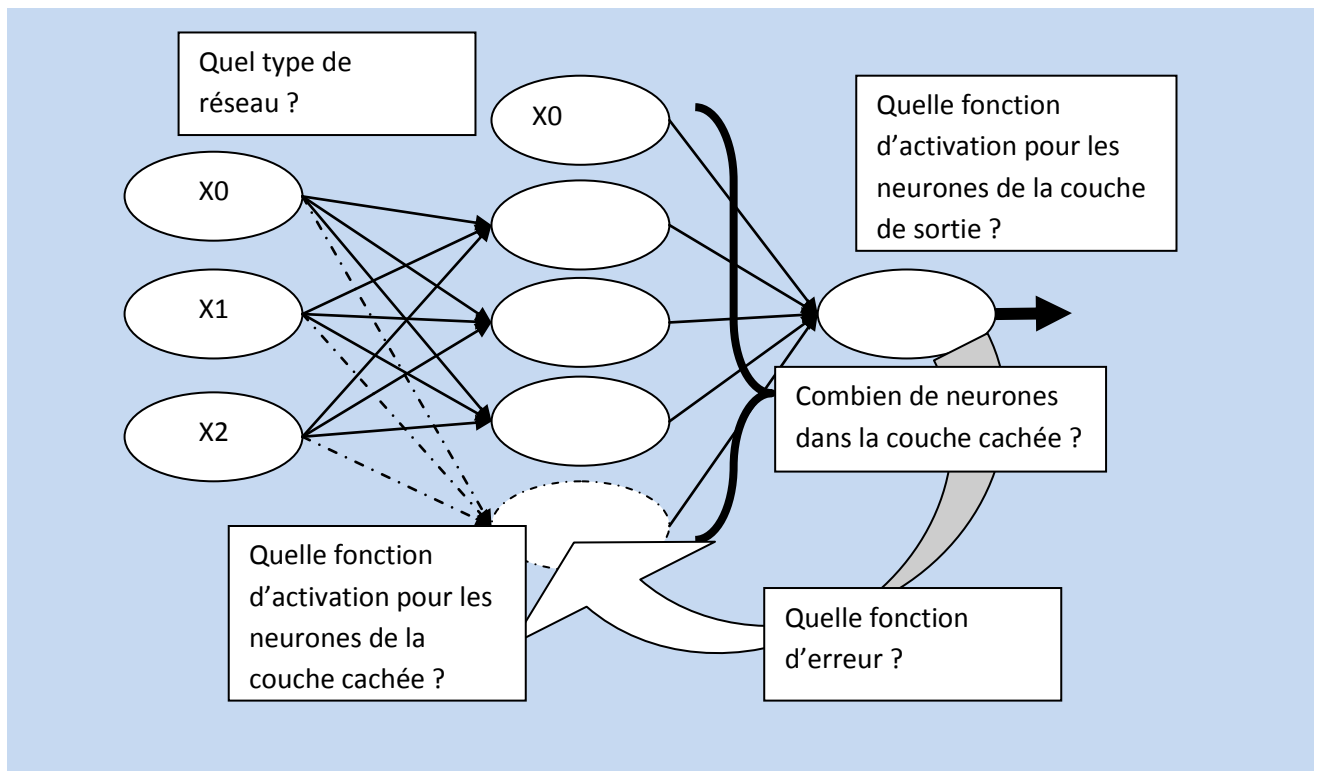 Quel type de
réseau ?
X0
Quelle fonction
d’activation pour les
neurones de la couche
de sortie ?
X0
X1
X2
Combien de neurones
dans la couche cachée ?
Quelle fonction
d’activation pour les
neurones de la
couche cachée ?
Quelle fonction
d’erreur ?